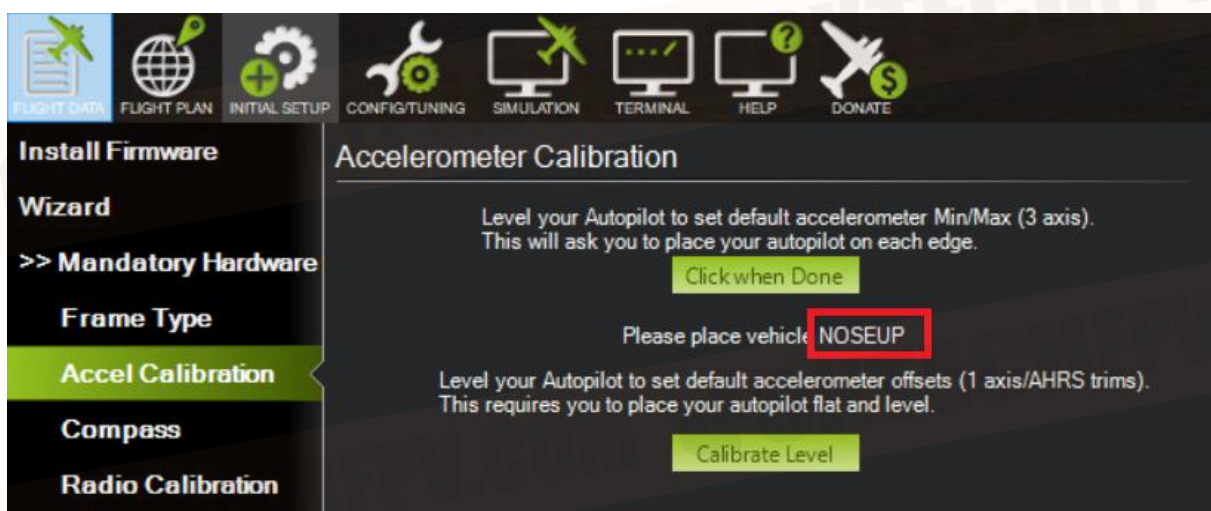 FLIGHT DATA FLIGHT PLAN INITIAL SETUP CONFIG/TUNING SIMULATION TERMINAL HELP DONATE
Install Firmware
Wizard
>> Mandatory Hardware
Frame Type
Accel Calibration
Compass
Radio Calibration
Accelerometer Calibration
Level your Autopilot to set default accelerometer Min/Max (3 axis).
This will ask you to place your autopilot on each edge.
Click when Done
Please place vehicle NOSEUP
Level your Autopilot to set default accelerometer offsets (1 axis/AHRS trims).
This requires you to place your autopilot flat and level.
Calibrate Level